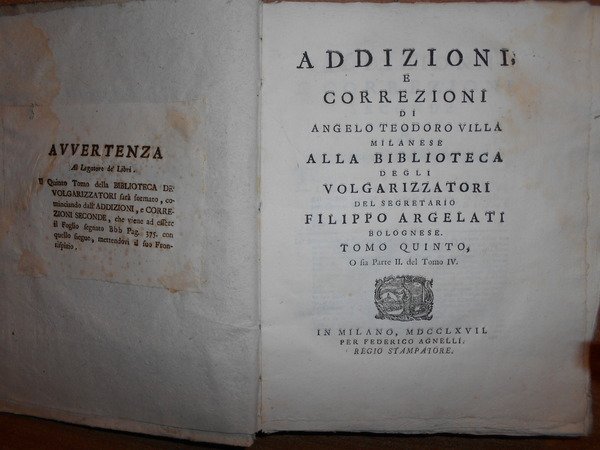 AVVERTENZA
Al Legatore de' Libri.
Il Quinto Tomo della BIBLIOTECA DE'
VOLGARIZZATORI sarà formato, co-
minciando dall' ADDIZIONI, e CORRE-
ZIONI SECONDE, che viene ad essere
il Foglio segnato Bbb Pag. 375. con
quello siegue, mettendovi il suo Fron-
tispizio.
ADDIZIONI,
E
CORREZIONI
DI
ANGELO TEODORO VILLA
MILANESE
ALLA BIBLIOTECA
DEGLI
VOLGARIZZATORI
DEL SEGRETARIO
FILIPPO ARGELATI
BOLOGNESE.
TOMO QUINTO,
O sia Parte II. del Tomo IV.
IN MILANO, MDCCLXVII.
PER FEDERICO AGNELLI.
REGIO STAMPATORE.